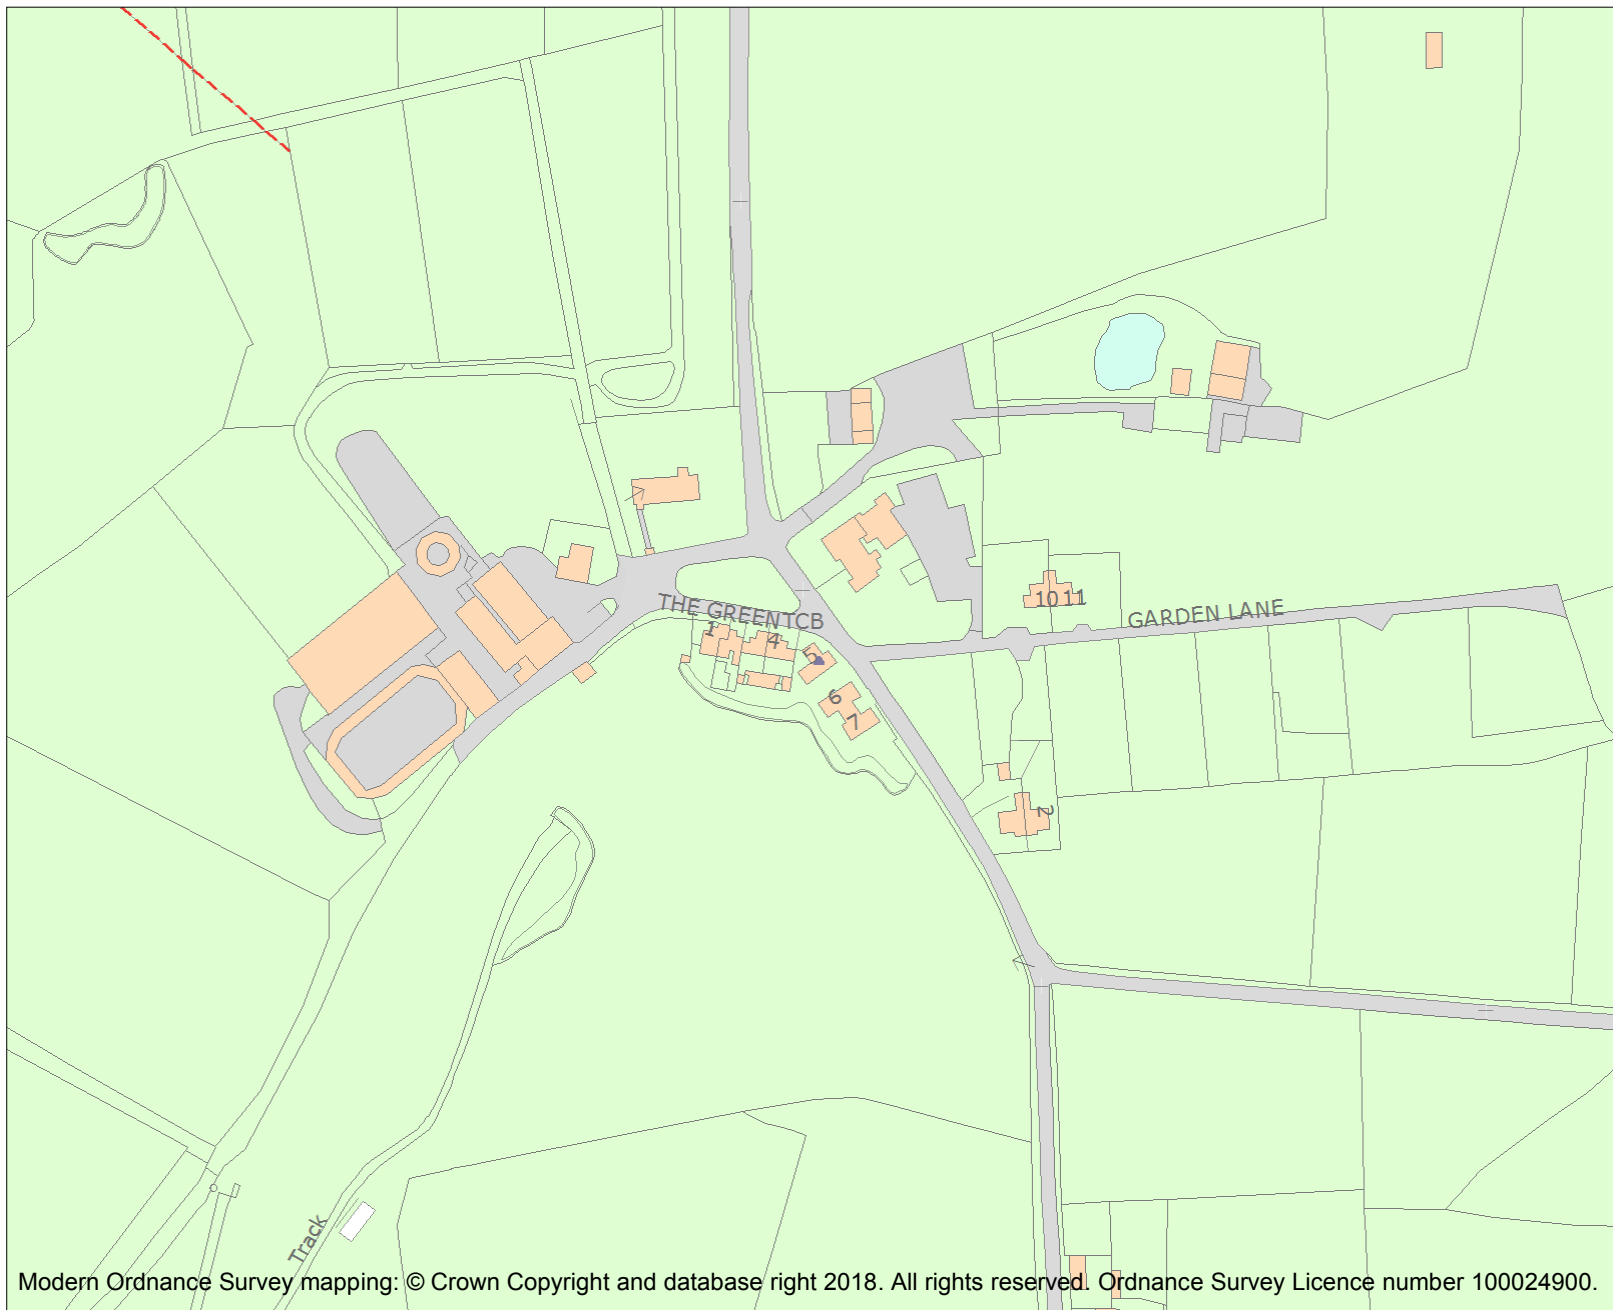 THE GREEN
TCB
1
4
5
6
7
10
11
GARDEN LANE
2
Track
Modern Ordnance Survey mapping: © Crown Copyright and database right 2018. All rights reserved. Ordnance Survey Licence number 100024900.